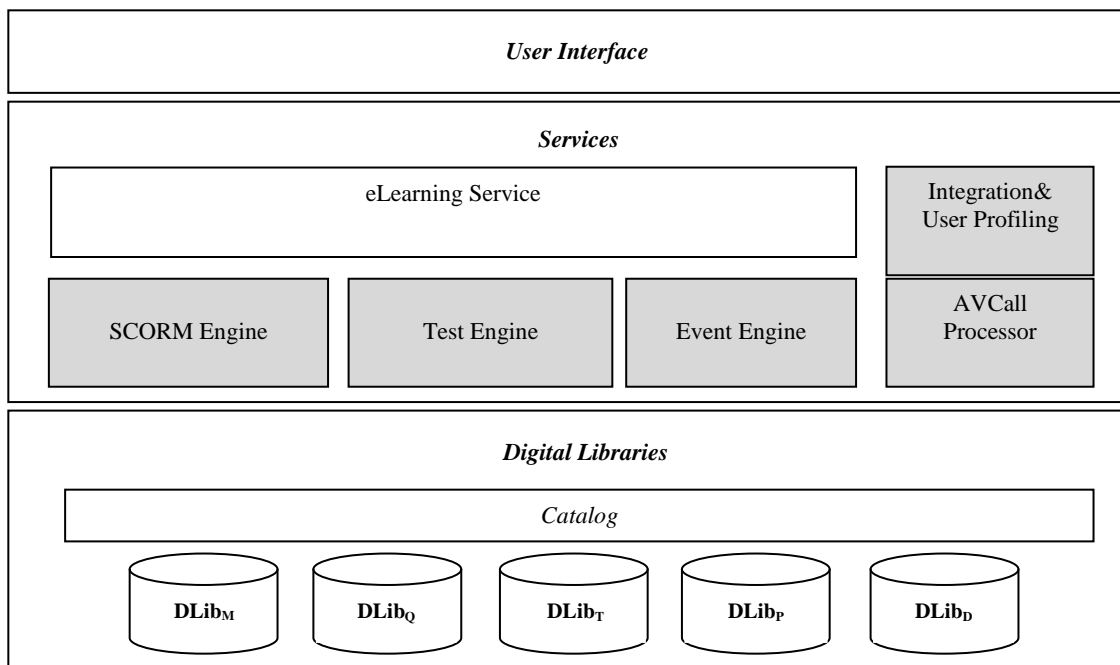 User Interface
Services
eLearning Service
Integration&
User Profiling
SCORM Engine
Test Engine
Event Engine
AVCall
Processor
Digital Libraries
Catalog
DLibM
DLibQ
DLibT
DLibP
DLibD